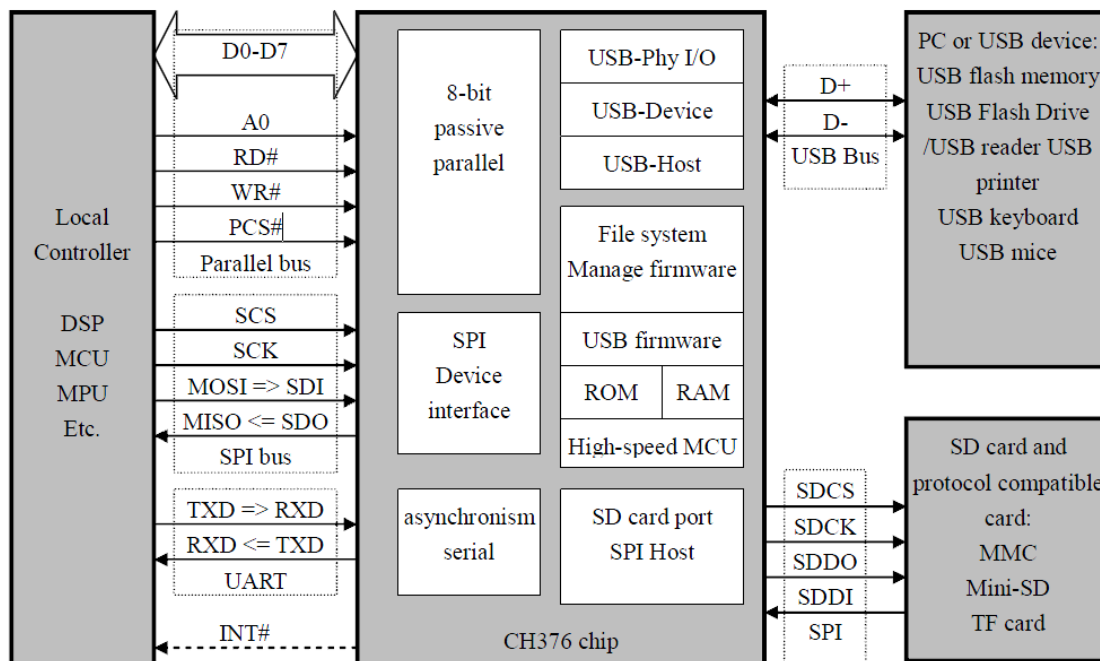 Local
Controller
DSP
MCU
MPU
Etc.
D0-D7
A0
RD#
WR#
PCS#
Parallel bus
SCS
SCK
MOSI => SDI
MISO <= SDO
SPI bus
TXD => RXD
RXD <= TXD
UART
INT#
8-bit
passive
parallel
SPI
Device
interface
asynchronism
serial
USB-Phy I/O
USB-Device
USB-Host
File system
Manage firmware
USB firmware
ROM
RAM
High-speed MCU
SD card port
SPI Host
CH376 chip
D+
D-
USB Bus
SDCS
SDCK
SDDO
SDDI
SPI
PC or USB device:
USB flash memory
USB Flash Drive
/USB reader USB
printer
USB keyboard
USB mice
SD card and
protocol compatible
card:
MMC
Mini-SD
TF card